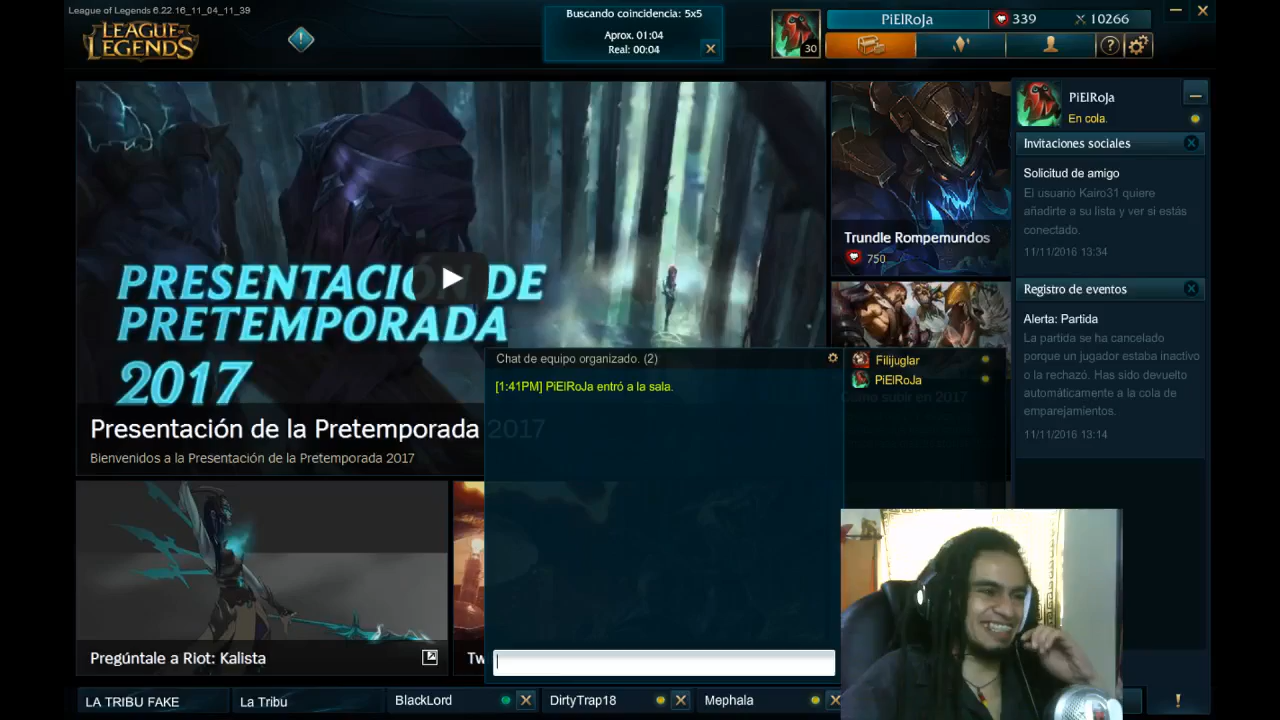 League of Legends 6.22.16_11_04_11_39
LEAGUE OF
LEGENDS
Buscando coincidencia: 5x5
Aprox. 01:04
Real: 00:04
30
PiElRoJa
339
10266
?
PiElRoJa
En cola.
Invitaciones sociales
Solicitud de amigo
El usuario Kairo31 quiere
añadirte a su lista y ver si estás
conectado.
11/11/2016 13:34
Registro de eventos
Alerta: Partida
La partida se ha cancelado
porque un jugador estaba inactivo
o la rechazó. Has sido devuelto
automáticamente a la cola de
emparejamientos.
11/11/2016 13:14
PRESENTACIÓN DE
PRETEMPORADA
2017
Presentación de la Pretemporada 2017
Bienvenidos a la Presentación de la Pretemporada 2017
Trundle Rompemundos
750
subir en 2017
Chat de equipo organizado. (2)
[1:41PM] PiElRoJa entró a la sala.
Filijuglar
PiElRoJa
Pregúntale a Riot: Kalista
Tw
LA TRIBU FAKE
La Tribu
BlackLord
DirtyTrap18
Mephala
!